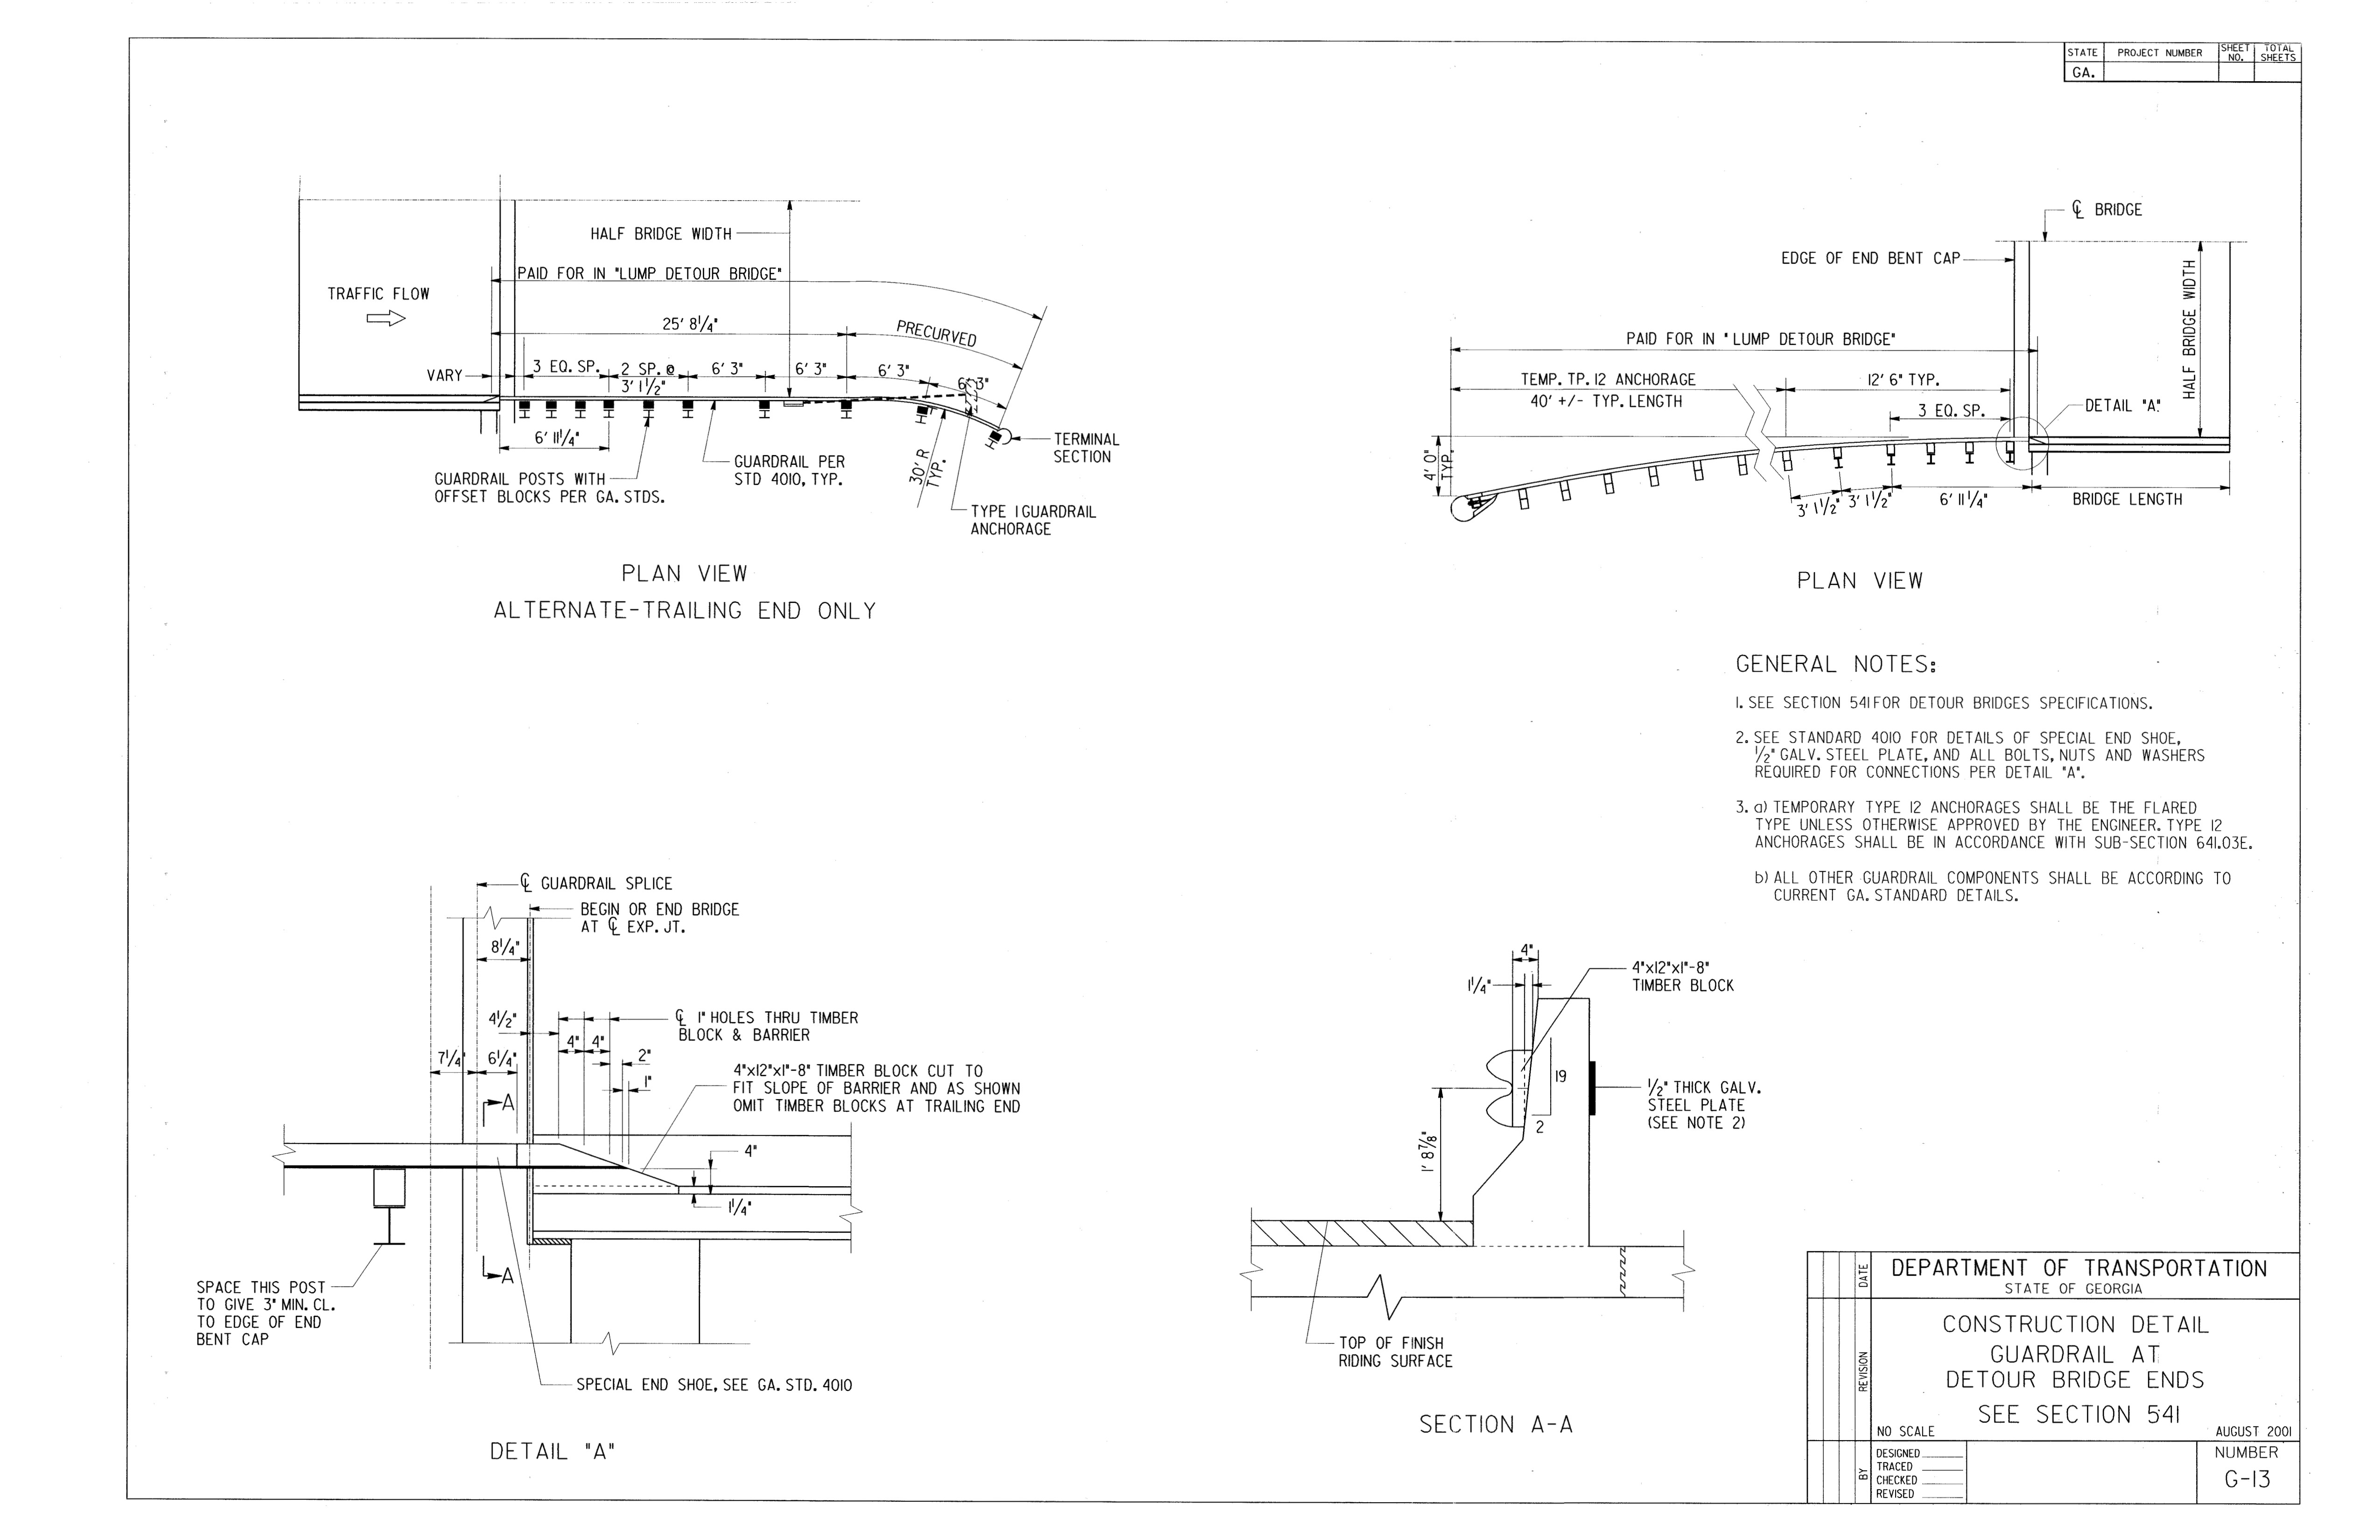 STATE
PROJECT NUMBER
SHEET NO.
TOTAL SHEETS
GA.
HALF BRIDGE WIDTH
PAID FOR IN "LUMP DETOUR BRIDGE"
TRAFFIC FLOW
25' 8 1/4"
PRECURVED
VARY
3 EQ. SP.
2 SP. @
3' 1 1/2"
6' 3"
6' 3"
6' 3"
6' 3"
6' 11 1/4"
GUARDRAIL POSTS WITH
OFFSET BLOCKS PER GA. STDS.
GUARDRAIL PER
STD 4010, TYP.
30' R
TYP.
TERMINAL
SECTION
TYPE 1 GUARDRAIL
ANCHORAGE
PLAN VIEW
ALTERNATE-TRAILING END ONLY
℄ BRIDGE
EDGE OF END BENT CAP
HALF BRIDGE WIDTH
PAID FOR IN "LUMP DETOUR BRIDGE"
TEMP. TP. 12 ANCHORAGE
40' +/- TYP. LENGTH
12' 6" TYP.
3 EQ. SP.
DETAIL "A"
4' 0"
TYP.
3' 1 1/2"
3' 1 1/2"
6' 11 1/4"
BRIDGE LENGTH
PLAN VIEW
GENERAL NOTES:
1. SEE SECTION 541 FOR DETOUR BRIDGES SPECIFICATIONS.
2. SEE STANDARD 4010 FOR DETAILS OF SPECIAL END SHOE,
1/2" GALV. STEEL PLATE, AND ALL BOLTS, NUTS AND WASHERS
REQUIRED FOR CONNECTIONS PER DETAIL "A".
3. a) TEMPORARY TYPE 12 ANCHORAGES SHALL BE THE FLARED
TYPE UNLESS OTHERWISE APPROVED BY THE ENGINEER. TYPE 12
ANCHORAGES SHALL BE IN ACCORDANCE WITH SUB-SECTION 641.03E.
b) ALL OTHER GUARDRAIL COMPONENTS SHALL BE ACCORDING TO
CURRENT GA. STANDARD DETAILS.
℄ GUARDRAIL SPLICE
BEGIN OR END BRIDGE
AT ℄ EXP. JT.
8 1/4"
4 1/2"
℄ 1" HOLES THRU TIMBER
BLOCK & BARRIER
4"
4"
7 1/4"
6 1/4"
2"
1"
4"x12"x1'-8" TIMBER BLOCK CUT TO
FIT SLOPE OF BARRIER AND AS SHOWN
OMIT TIMBER BLOCKS AT TRAILING END
A
4"
1 1/4"
A
SPACE THIS POST
TO GIVE 3" MIN. CL.
TO EDGE OF END
BENT CAP
SPECIAL END SHOE, SEE GA. STD. 4010
DETAIL "A"
4"
1 1/4"
4"x12"x1"-8"
TIMBER BLOCK
19
2
1/2" THICK GALV.
STEEL PLATE
(SEE NOTE 2)
1' 8 7/8"
TOP OF FINISH
RIDING SURFACE
SECTION A-A
DATE
REVISION
BY
DEPARTMENT OF TRANSPORTATION
STATE OF GEORGIA
CONSTRUCTION DETAIL
GUARDRAIL AT
DETOUR BRIDGE ENDS
SEE SECTION 541
NO SCALE
AUGUST 2001
DESIGNED
TRACED
CHECKED
REVISED
NUMBER
G-13